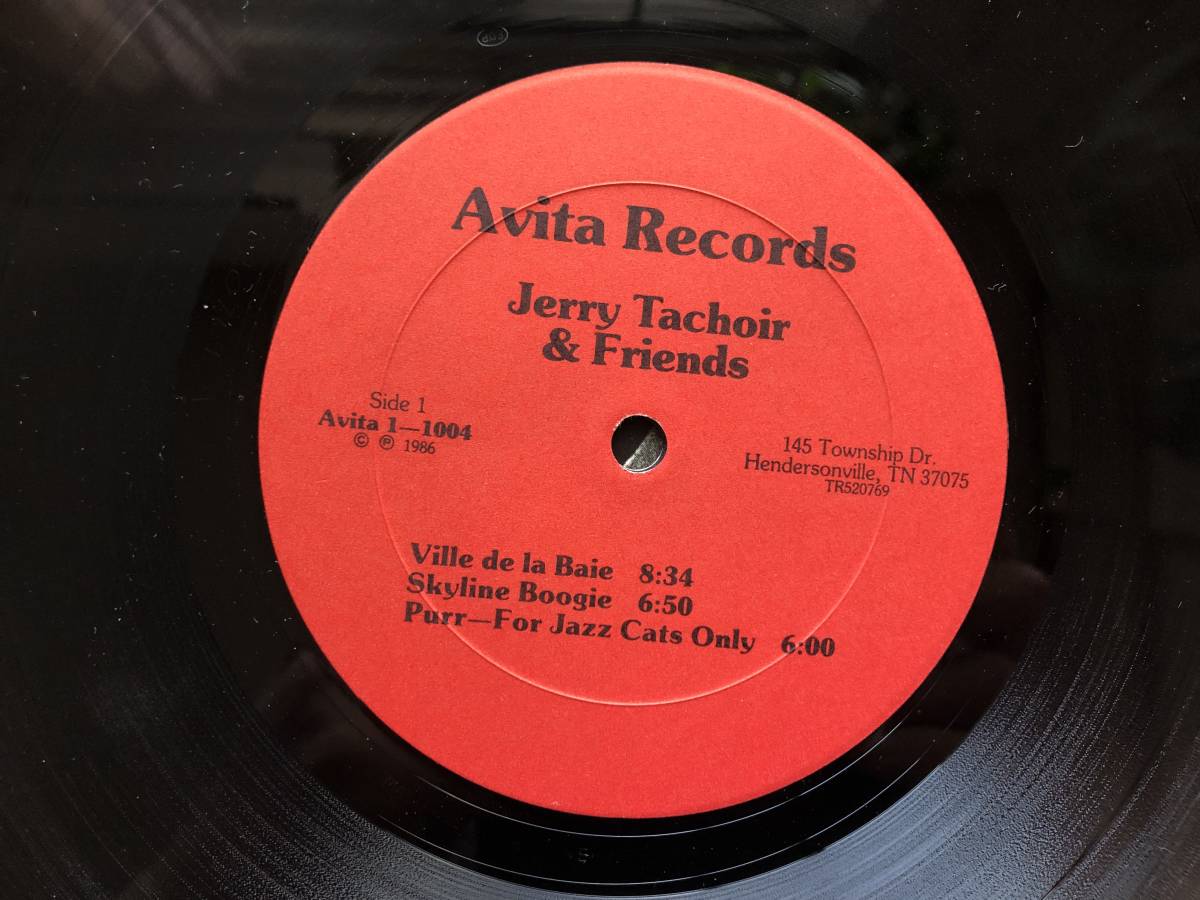 Avita Records
Jerry Tachoir
& Friends
Side 1
Avita 1—1004
© ℗ 1986
145 Township Dr.
Hendersonville, TN 37075
TR520769
Ville de la Baie 8:34
Skyline Boogie 6:50
Purr—For Jazz Cats Only 6:00